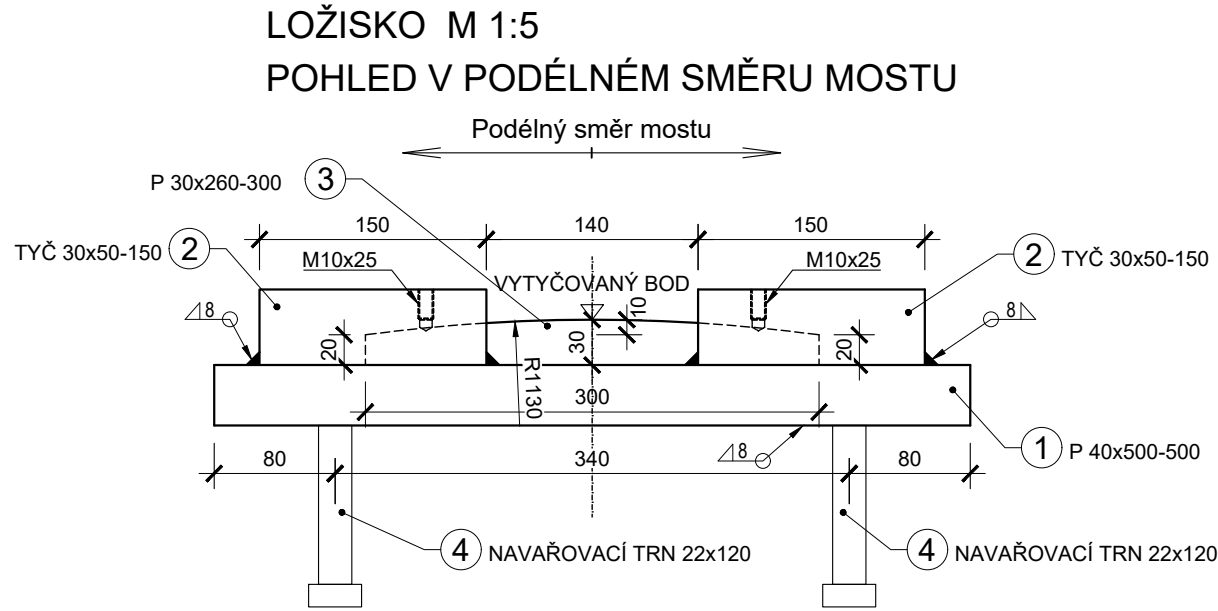 LOŽISKO M 1:5
POHLED V PODÉLNÉM SMĚRU MOSTU
Podélný směr mostu
P 30x260-300
3
150
140
150
TYČ 30x50-150
2
2
TYČ 30x50-150
M10x25
M10x25
VYTYČOVANÝ BOD
8
8
10
20
30
20
R1130
300
8
1
P 40x500-500
80
340
80
4
NAVAŘOVACÍ TRN 22x120
4
NAVAŘOVACÍ TRN 22x120